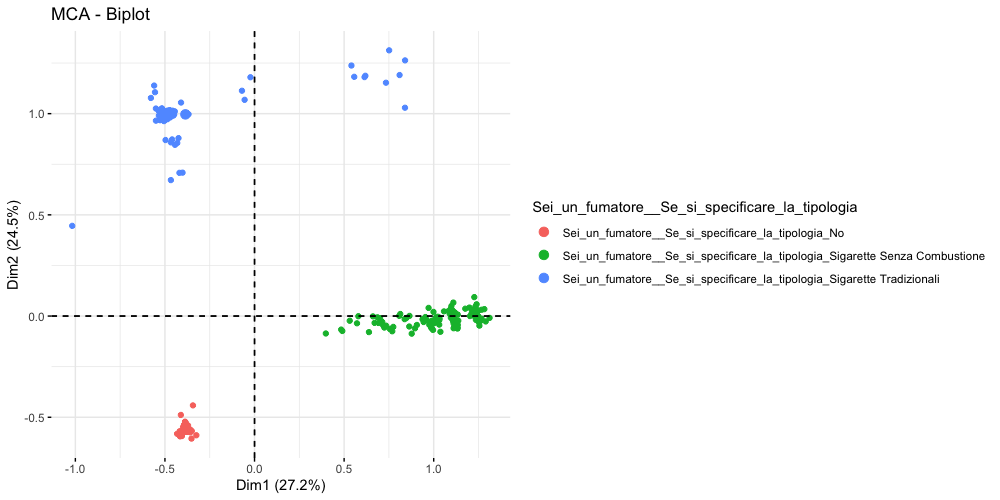 MCA - Biplot
1.0
0.5
0.0
-0.5
-1.0
-0.5
0.0
0.5
1.0
Dim1 (27.2%)
Dim2 (24.5%)
Sei_un_fumatore__Se_si_specificare_la_tipologia
Sei_un_fumatore__Se_si_specificare_la_tipologia_No
Sei_un_fumatore__Se_si_specificare_la_tipologia_Sigarette Senza Combustione
Sei_un_fumatore__Se_si_specificare_la_tipologia_Sigarette Tradizionali